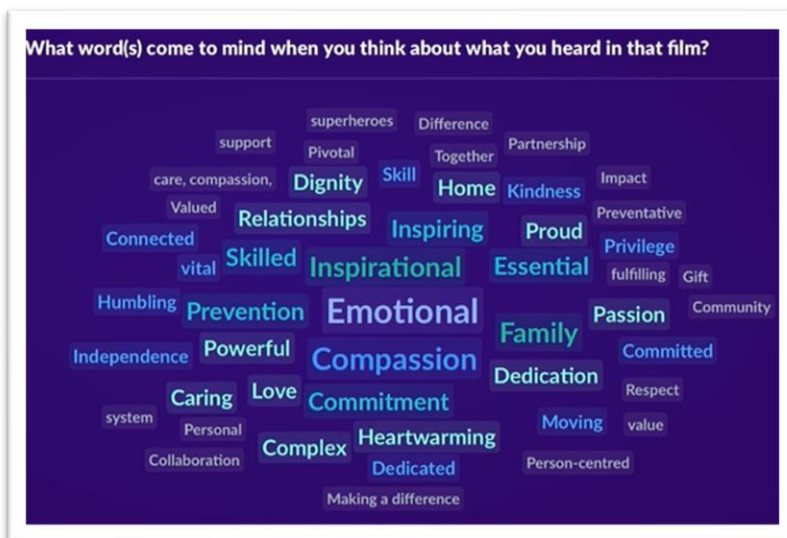 What word(s) come to mind when you think about what you heard in that film?
superheroes
Difference
support
Pivotal
Together
Partnership
care, compassion,
Dignity
Skill
Home
Kindness
Impact
Valued
Relationships
Inspiring
Proud
Preventative
Connected
vital
Skilled
Inspirational
Essential
Privilege
fulfilling
Gift
Humbling
Prevention
Emotional
Family
Passion
Community
Independence
Powerful
Compassion
Dedication
Committed
Caring
Love
Commitment
Respect
system
Personal
Complex
Heartwarming
Moving
value
Collaboration
Dedicated
Person-centred
Making a difference